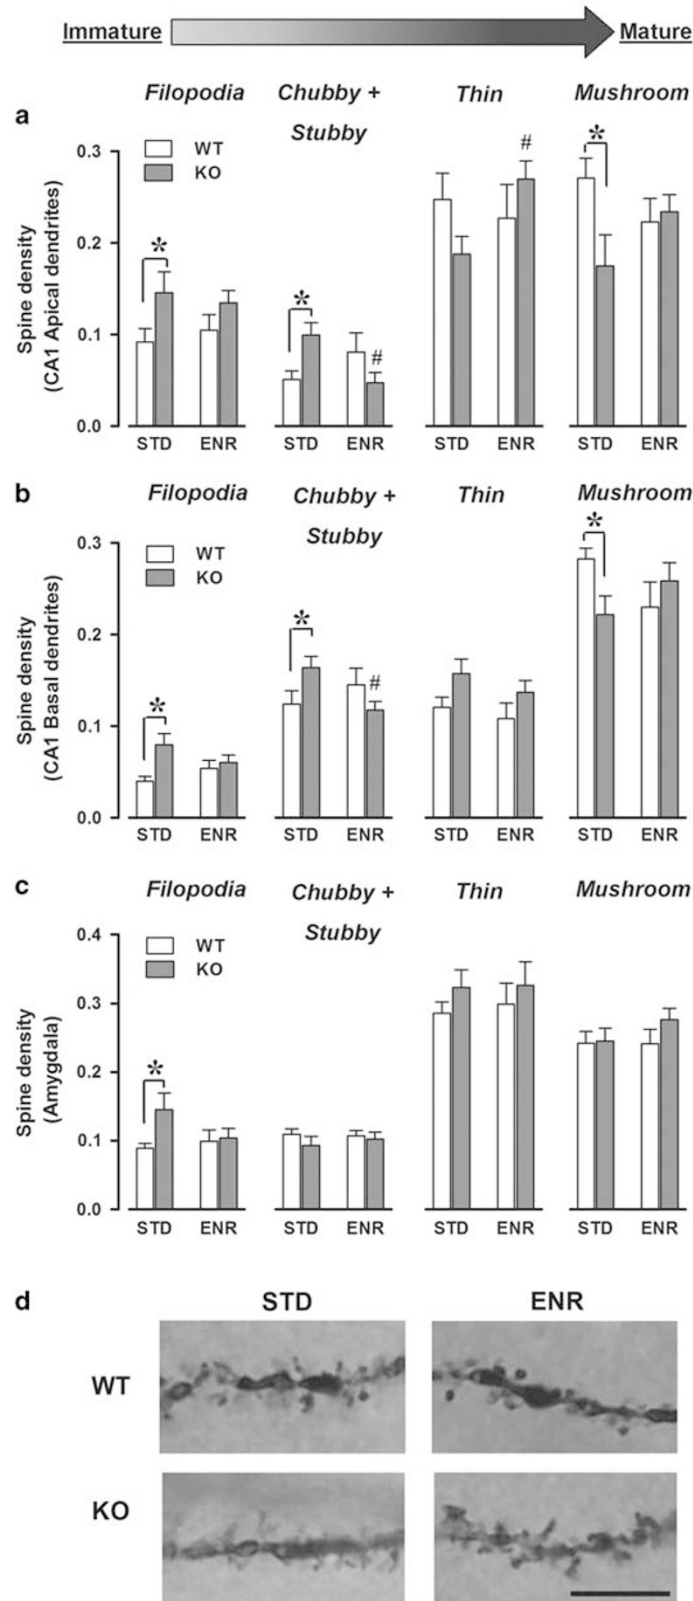 Immature Mature
Filopodia Chubby + Thin Mushroom
Stubby
a
WT
KO
Spine density
(CA1 Apical dendrites)
0.3
0.2
0.1
0.0
* * # # *
STD ENR STD ENR STD ENR STD ENR
b
Filopodia Chubby + Thin Mushroom
Stubby
WT
KO
Spine density
(CA1 Basal dendrites)
0.3
0.2
0.1
0.0
* * # *
STD ENR STD ENR STD ENR STD ENR
c
Filopodia Chubby + Thin Mushroom
Stubby
WT
KO
Spine density
(Amygdala)
0.4
0.3
0.2
0.1
0.0
*
STD ENR STD ENR STD ENR STD ENR
d
STD ENR
WT
KO